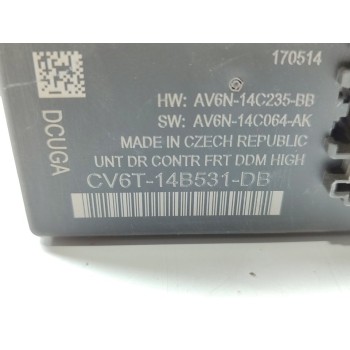 170514
HW: AV6N-14C235-BB
SW: AV6N-14C064-AK
MADE IN CZECH REPUBLIC
UNT DR CONTR FRT DDM HIGH
CV6T-14B531-DB
DCUGA